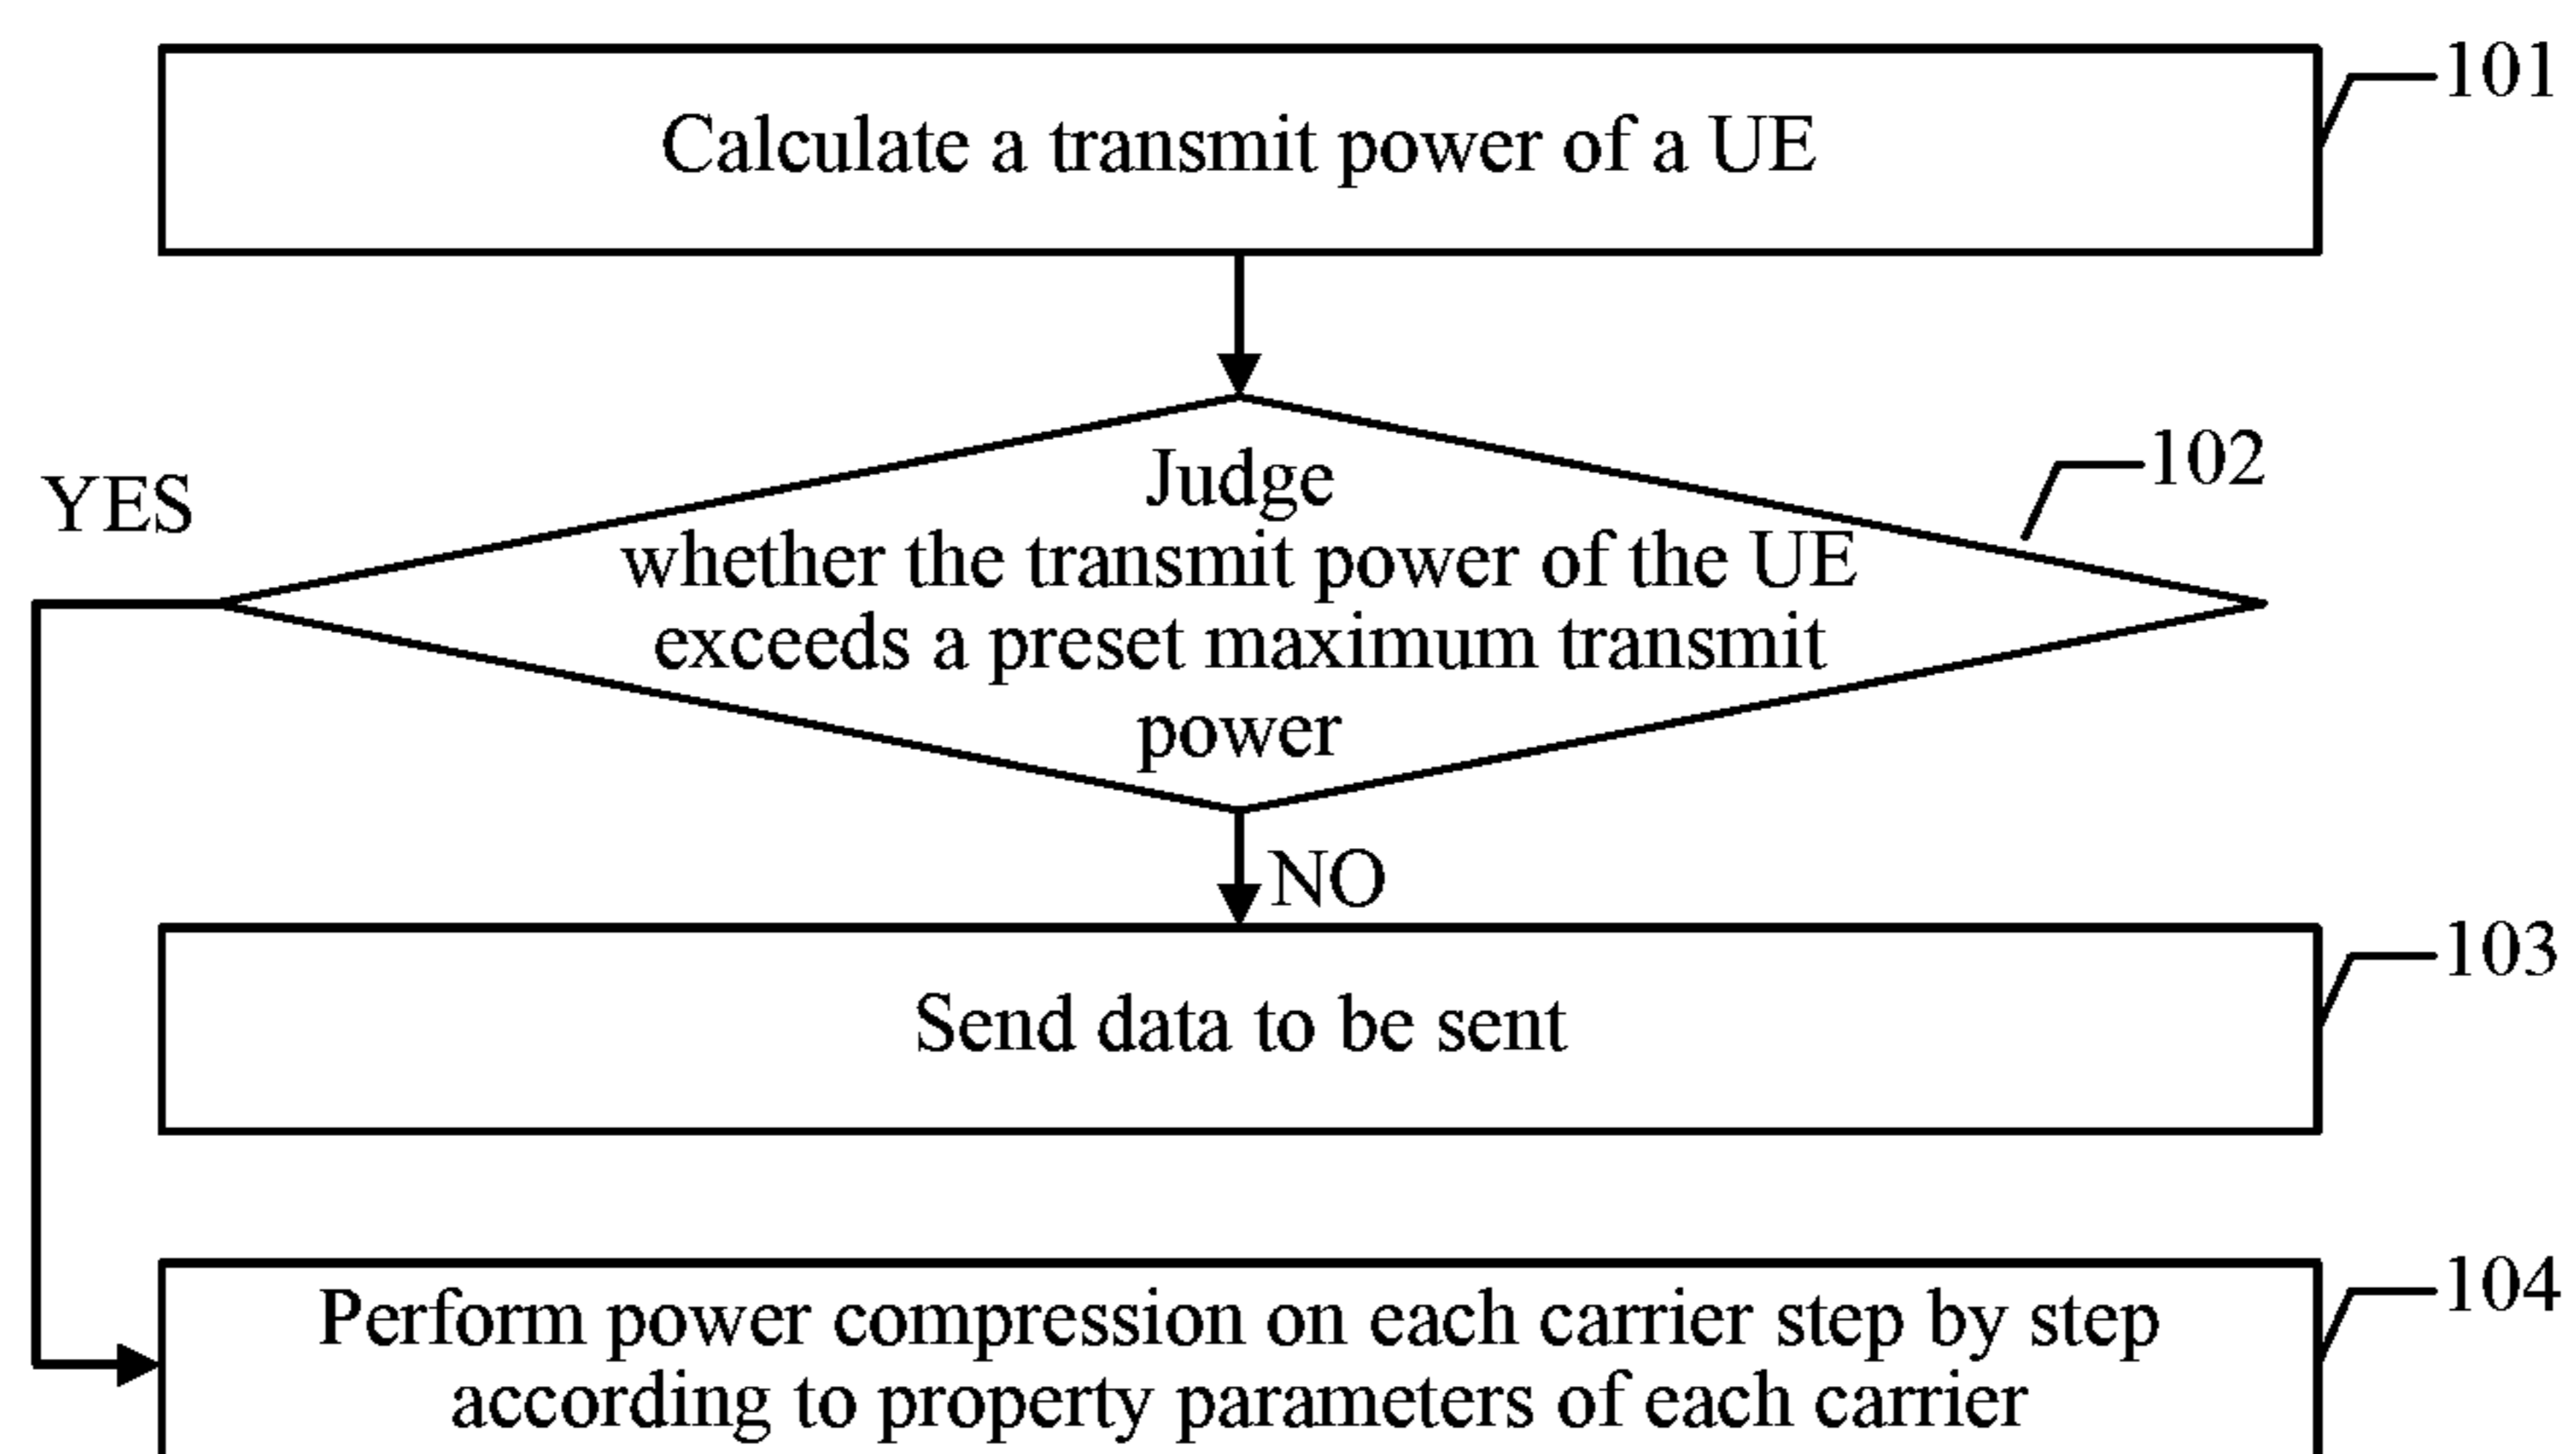 101
Calculate a transmit power of a UE
102
YES
Judge
whether the transmit power of the UE
exceeds a preset maximum transmit
power
NO
103
Send data to be sent
104
Perform power compression on each carrier step by step
according to property parameters of each carrier